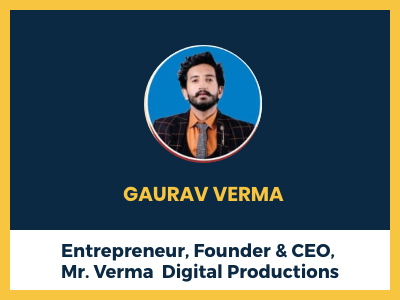 GAURAV VERMA
Entrepreneur, Founder & CEO,
Mr. Verma Digital Productions